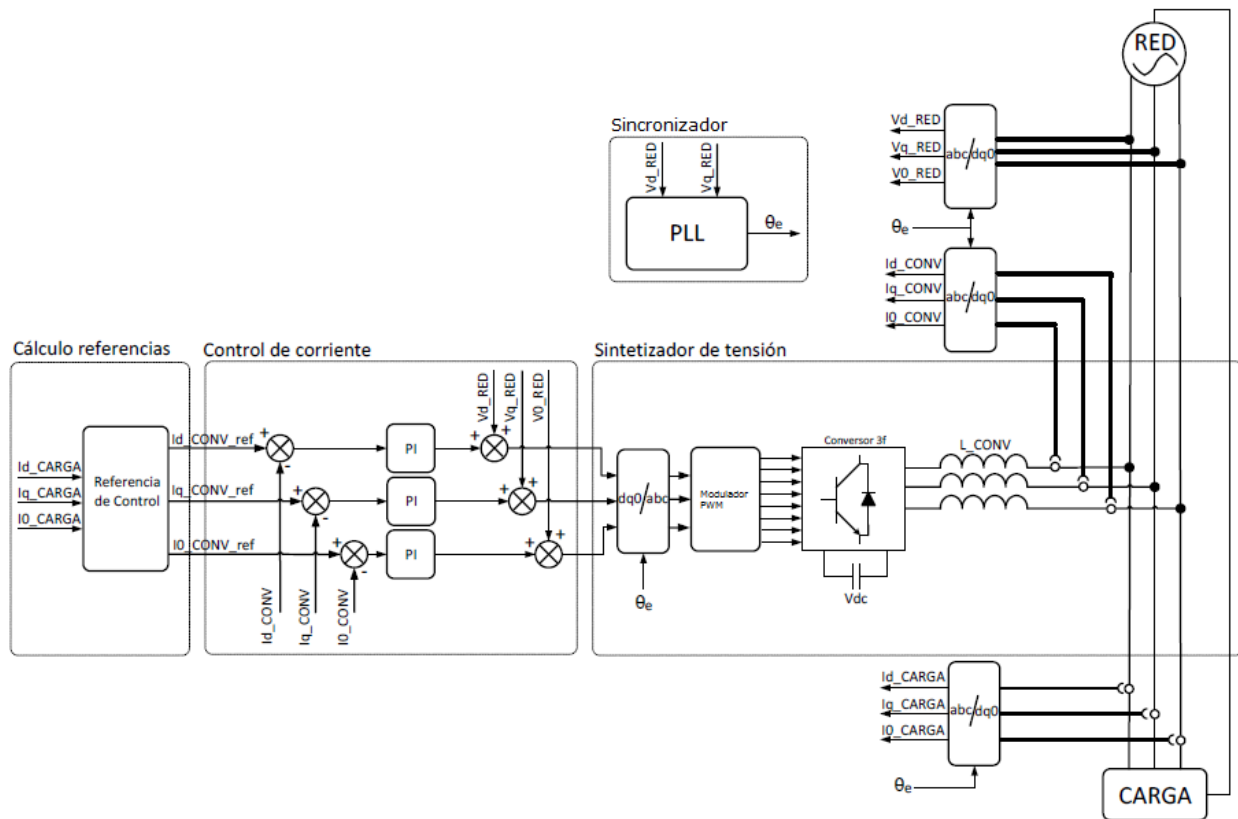 RED
Sincronizador
Vd_RED
Vq_RED
PLL
θe
Vd_RED
Vq_RED
V0_RED
abc/dq0
θe
Id_CONV
Iq_CONV
I0_CONV
abc/dq0
Cálculo referencias
Id_CARGA
Iq_CARGA
I0_CARGA
Referencia
de Control
Id_CONV_ref
Iq_CONV_ref
I0_CONV_ref
Control de corriente
+
-
+
-
+
-
Id_CONV
Iq_CONV
I0_CONV
PI
PI
PI
Vd_RED
Vq_RED
V0_RED
+
+
+
+
+
+
Sintetizador de tensión
dq0/abc
θe
Modulador
PWM
Conversor 3f
Vdc
L_CONV
Id_CARGA
Iq_CARGA
I0_CARGA
abc/dq0
θe
CARGA